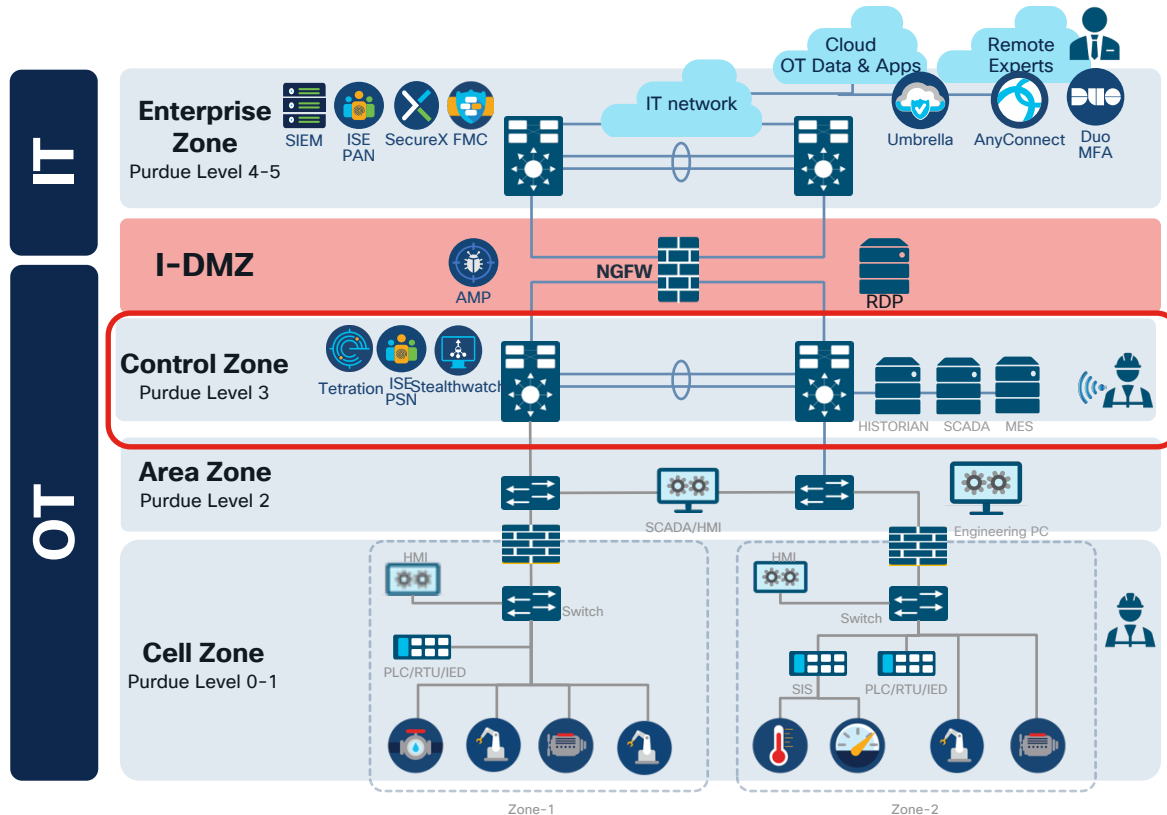 Cloud
OT Data & Apps
Remote
Experts
IT
Enterprise
Zone
Purdue Level 4-5
SIEM
ISE
PAN
SecureX
FMC
IT network
Umbrella
AnyConnect
Duo
MFA
I-DMZ
AMP
NGFW
RDP
OT
Control Zone
Purdue Level 3
Tetration
ISE
PSN
Stealthwatch
HISTORIAN
SCADA
MES
Area Zone
Purdue Level 2
SCADA/HMI
Engineering PC
Cell Zone
Purdue Level 0-1
HMI
Switch
PLC/RTU/IED
Zone-1
HMI
Switch
SIS
PLC/RTU/IED
Zone-2